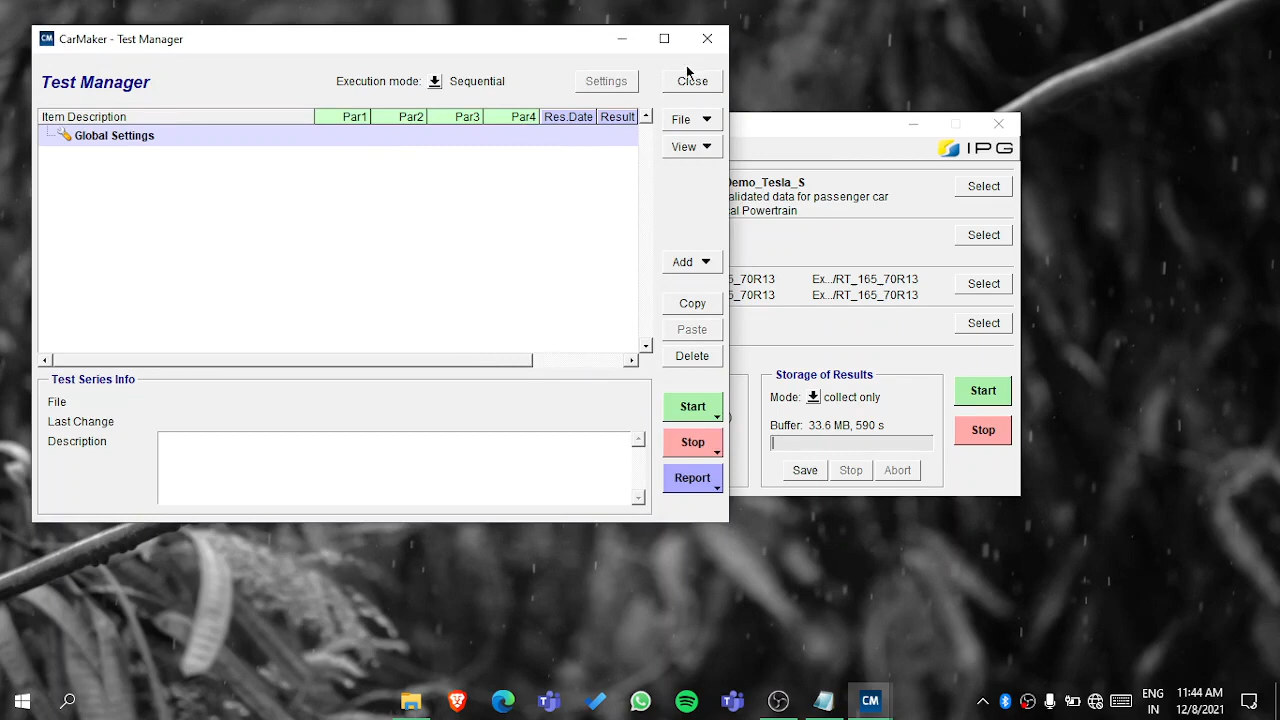 CM CarMaker - Test Manager
Test Manager
Execution mode: Sequential
Settings
Close
Item Description Par1 Par2 Par3 Par4 Res.Date Result
Global Settings
File
View
Add
Copy
Paste
Delete
Test Series Info
File
Last Change
Description
Start
Stop
Report
IPG
Demo_Tesla_S
alidated data for passenger car
al Powertrain
Select
Select
5_70R13 Ex.../RT_165_70R13
5_70R13 Ex.../RT_165_70R13
Select
Select
)
Storage of Results
Mode: collect only
Buffer: 33.6 MB, 590 s
Save Stop Abort
Start
Stop
CM
ENG
IN
11:44 AM
12/8/2021